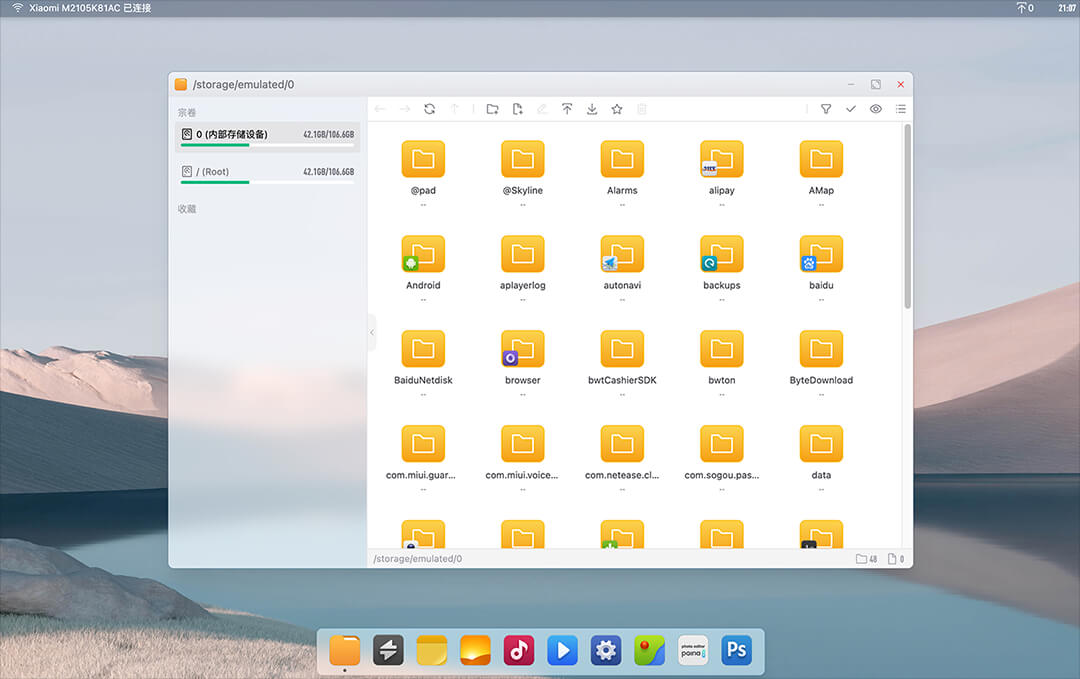 Xiaomi M2105K81AC 已连接
0
21:07
/storage/emulated/0
宗卷
0 (内部存储设备) 42.1GB/106.6GB
/ (Root) 42.1GB/106.6GB
收藏
@pad @Skyline Alarms alipay AMap
-- -- -- -- --
Android aplayerlog autonavi backups baidu
-- -- -- -- --
BaiduNetdisk browser bwtCashierSDK bwton ByteDownload
-- -- -- -- --
com.miui.guar... com.miui.voice... com.netease.cl... com.sogou.pas... data
-- -- -- -- --
/storage/emulated/0
48 0
photo editor
Ps